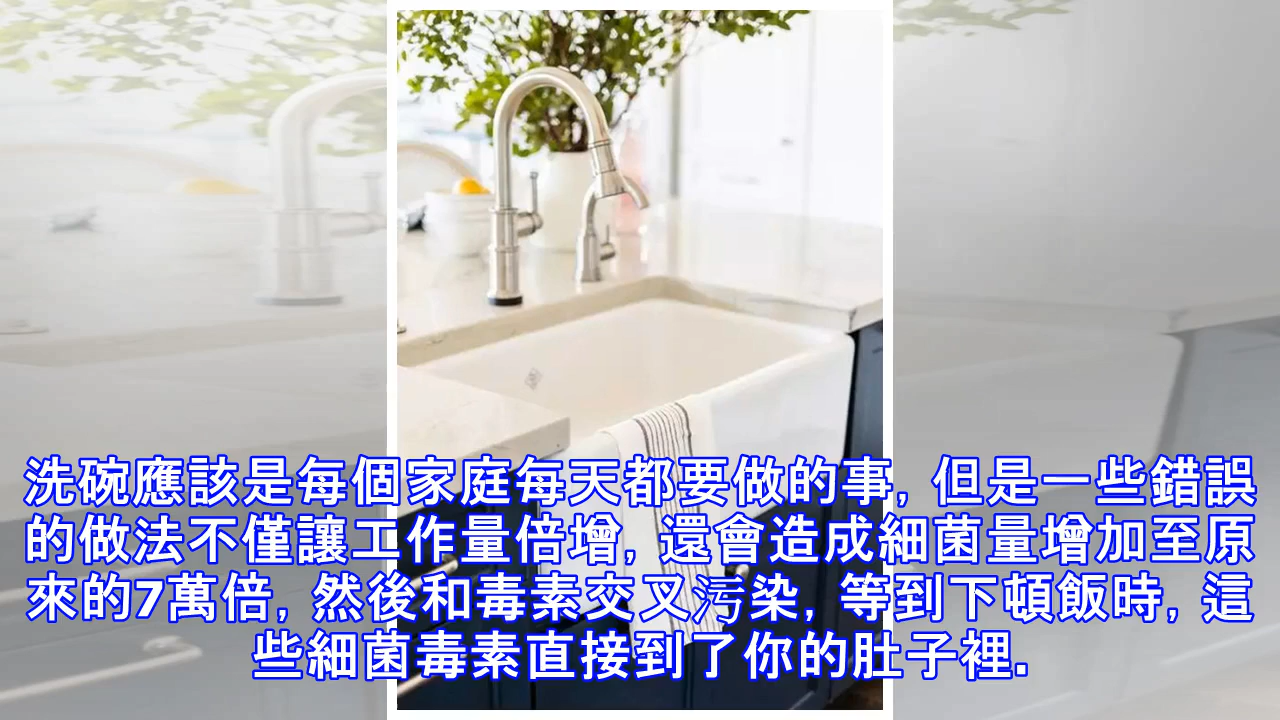 洗碗應該是每個家庭每天都要做的事, 但是一些錯誤
的做法不僅讓工作量倍增, 還會造成細菌量增加至原
來的7萬倍, 然後和毒素交叉污染, 等到下頓飯時, 這
些細菌毒素直接到了你的肚子裡.